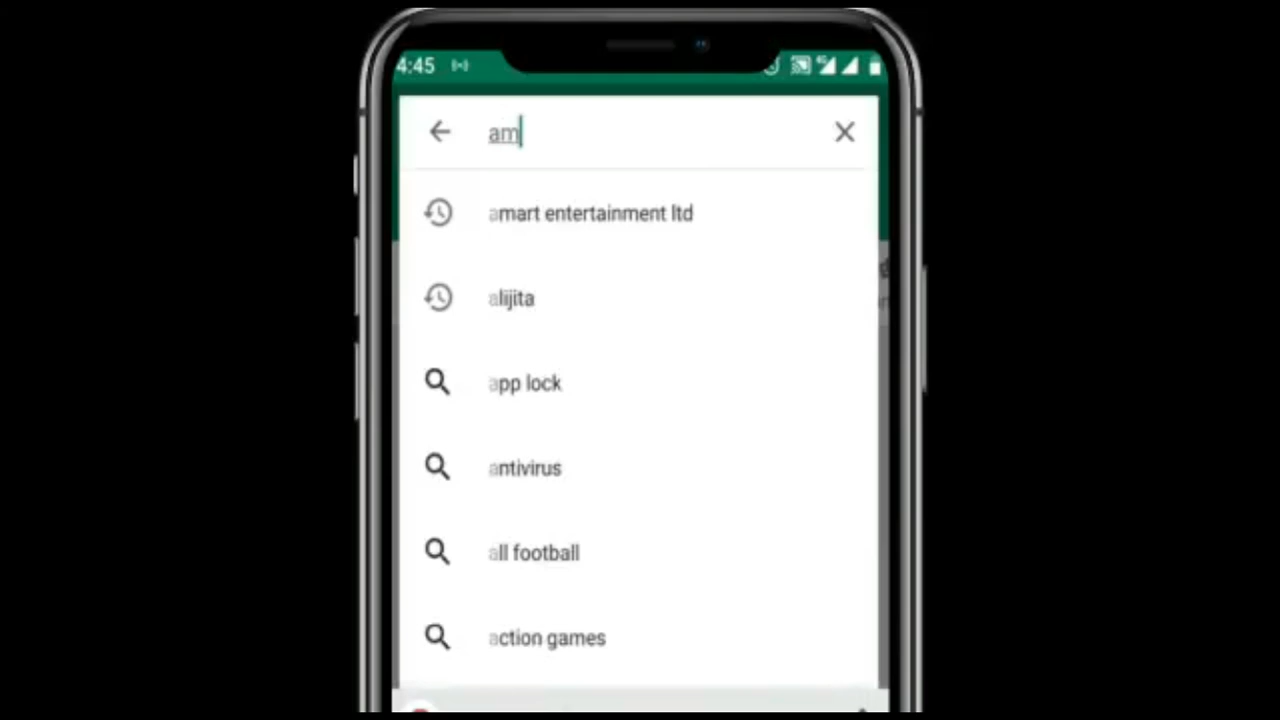 4:45
am
amart entertainment ltd
alijita
app lock
antivirus
all football
action games